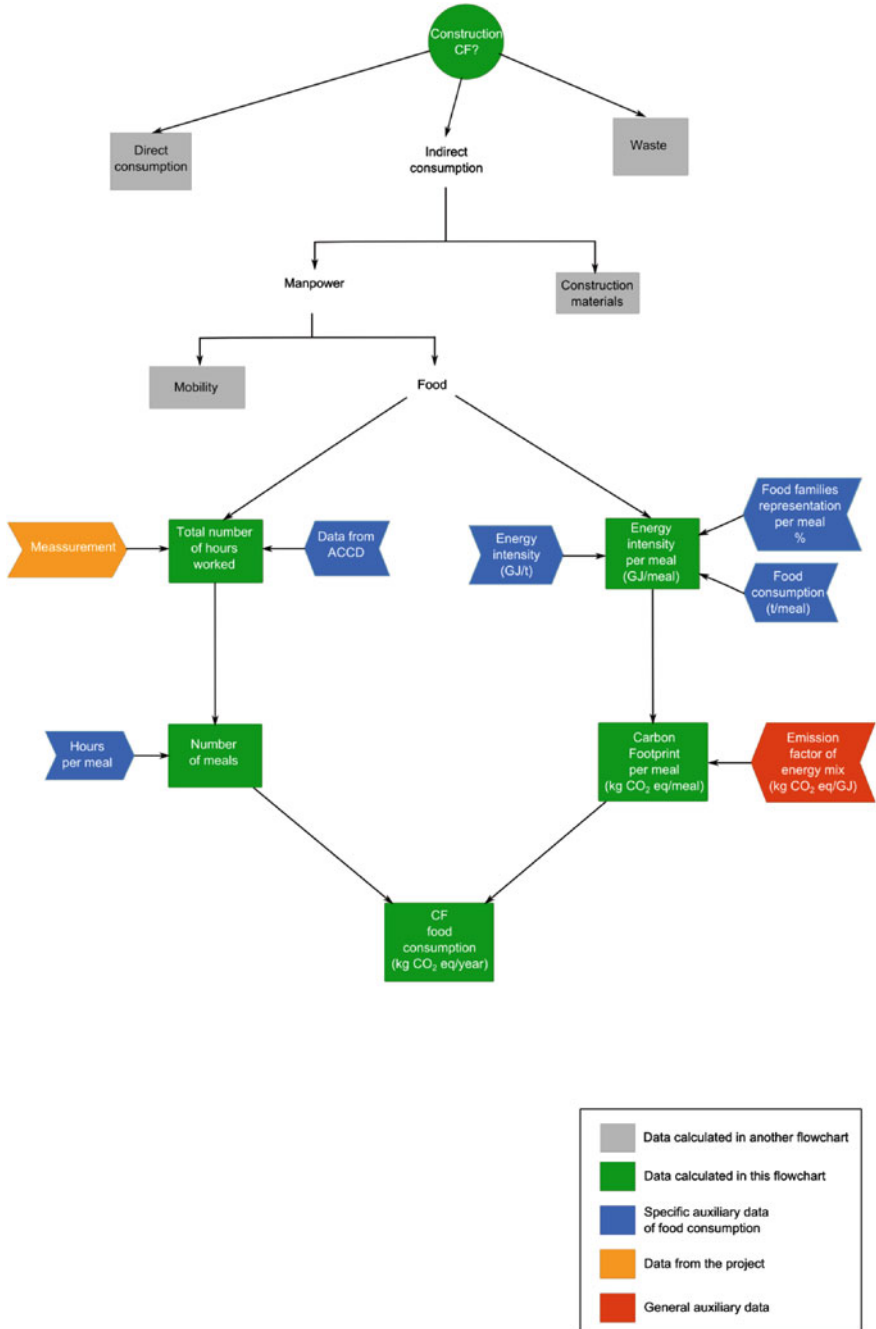 Construction
CF?
Direct
consumption
Indirect
consumption
Waste
Manpower
Construction
materials
Mobility
Food
Meassurement
Total number
of hours
worked
Data from
ACCD
Energy
intensity
(GJ/t)
Energy
intensity
per meal
(GJ/meal)
Food families
representation
per meal
%
Food
consumption
(t/meal)
Hours
per meal
Number
of meals
Carbon
Footprint
per meal
(kg CO₂ eq/meal)
Emission
factor of
energy mix
(kg CO₂ eq/GJ)
CF
food
consumption
(kg CO₂ eq/year)
Data calculated in another flowchart
Data calculated in this flowchart
Specific auxiliary data
of food consumption
Data from the project
General auxiliary data